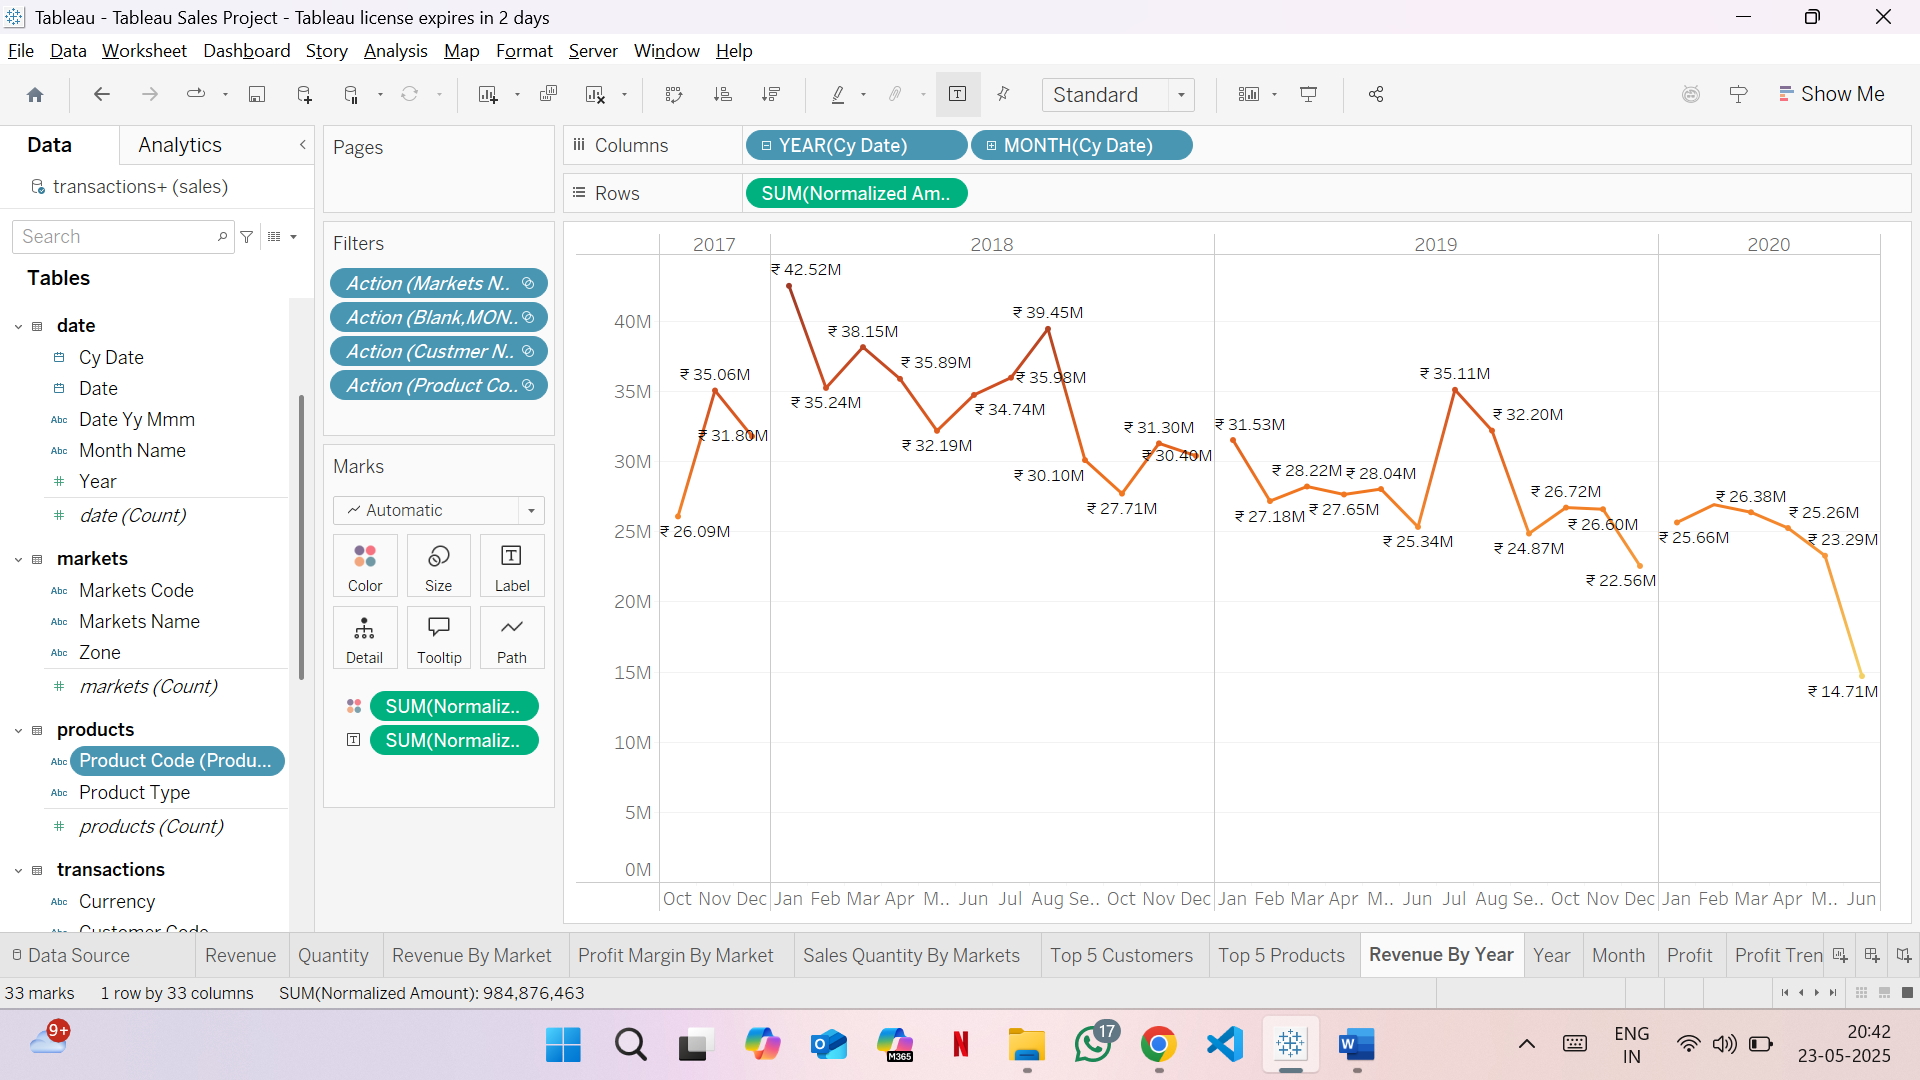 Tableau - Tableau Sales Project - Tableau license expires in 2 days
File Data Worksheet Dashboard Story Analysis Map Format Server Window Help
Standard
Show Me
Data Analytics
transactions+ (sales)
Search
Tables
date
Cy Date
Date
Abc Date Yy Mmm
Abc Month Name
# Year
# date (Count)
markets
Abc Markets Code
Abc Markets Name
Abc Zone
# markets (Count)
products
Abc Product Code (Produ...
Abc Product Type
# products (Count)
transactions
Abc Currency
Customer Code
Pages
Filters
Action (Markets N..
Action (Blank,MON..
Action (Custmer N..
Action (Product Co..
Marks
Automatic
Color Size Label
Detail Tooltip Path
SUM(Normaliz..
SUM(Normaliz..
Columns YEAR(Cy Date) MONTH(Cy Date)
Rows SUM(Normalized Am..
2017 2018 2019 2020
40M
35M
30M
25M
20M
15M
10M
5M
0M
₹ 26.09M
₹ 35.06M
₹ 31.80M
₹ 42.52M
₹ 35.24M
₹ 38.15M
₹ 35.89M
₹ 32.19M
₹ 34.74M
₹ 35.98M
₹ 39.45M
₹ 30.10M
₹ 27.71M
₹ 31.30M
₹ 30.40M
₹ 31.53M
₹ 27.18M
₹ 28.22M
₹ 27.65M
₹ 28.04M
₹ 25.34M
₹ 35.11M
₹ 32.20M
₹ 24.87M
₹ 26.72M
₹ 26.60M
₹ 22.56M
₹ 25.66M
₹ 26.38M
₹ 25.26M
₹ 23.29M
₹ 14.71M
Oct Nov Dec Jan Feb Mar Apr M.. Jun Jul Aug Se.. Oct Nov Dec Jan Feb Mar Apr M.. Jun Jul Aug Se.. Oct Nov Dec Jan Feb Mar Apr M.. Jun
Data Source Revenue Quantity Revenue By Market Profit Margin By Market Sales Quantity By Markets Top 5 Customers Top 5 Products Revenue By Year Year Month Profit Profit Tren
33 marks 1 row by 33 columns SUM(Normalized Amount): 984,876,463
9+
M365
N
17
W
ENG
IN
20:42
23-05-2025